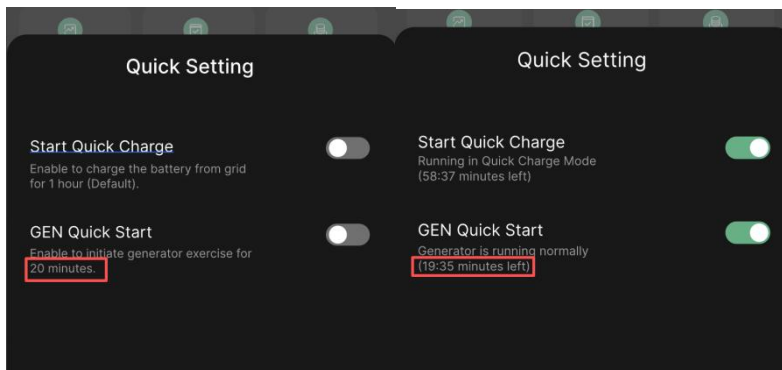 Quick Setting
Start Quick Charge
Enable to charge the battery from grid
for 1 hour (Default).
GEN Quick Start
Enable to initiate generator exercise for
20 minutes.
Quick Setting
Start Quick Charge
Running in Quick Charge Mode
(58:37 minutes left)
GEN Quick Start
Generator is running normally
(19:35 minutes left)